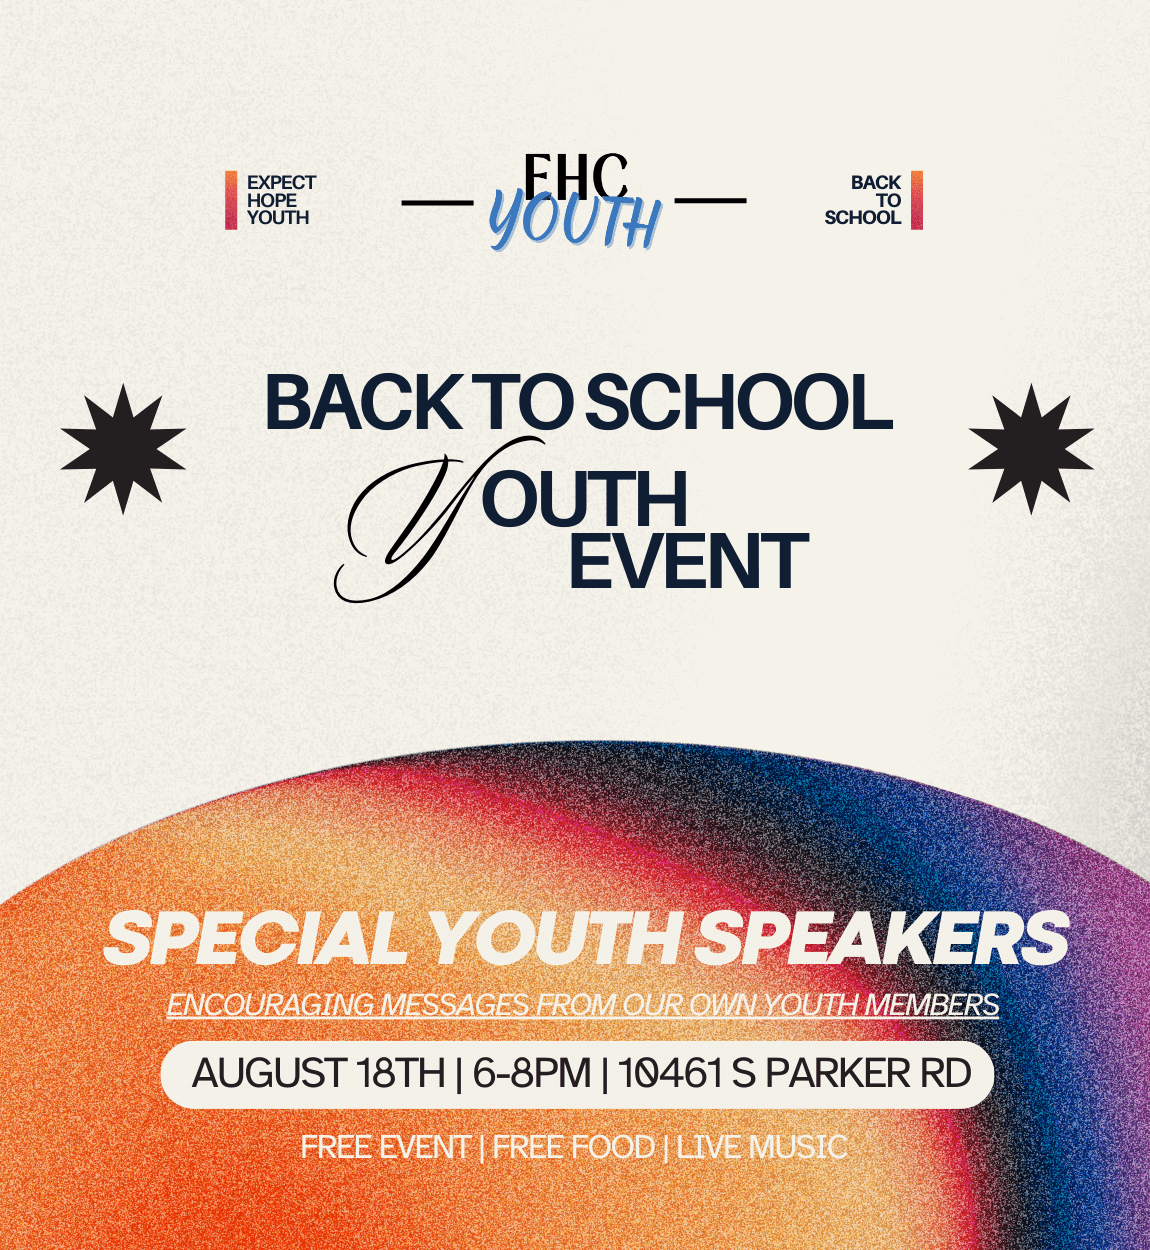 EXPECT
HOPE
YOUTH
EHC
YOUTH
BACK
TO
SCHOOL
BACK TO SCHOOL
YOUTH
EVENT
SPECIAL YOUTH SPEAKERS
ENCOURAGING MESSAGES FROM OUR OWN YOUTH MEMBERS
AUGUST 18TH | 6-8PM | 10461 S PARKER RD
FREE EVENT | FREE FOOD | LIVE MUSIC